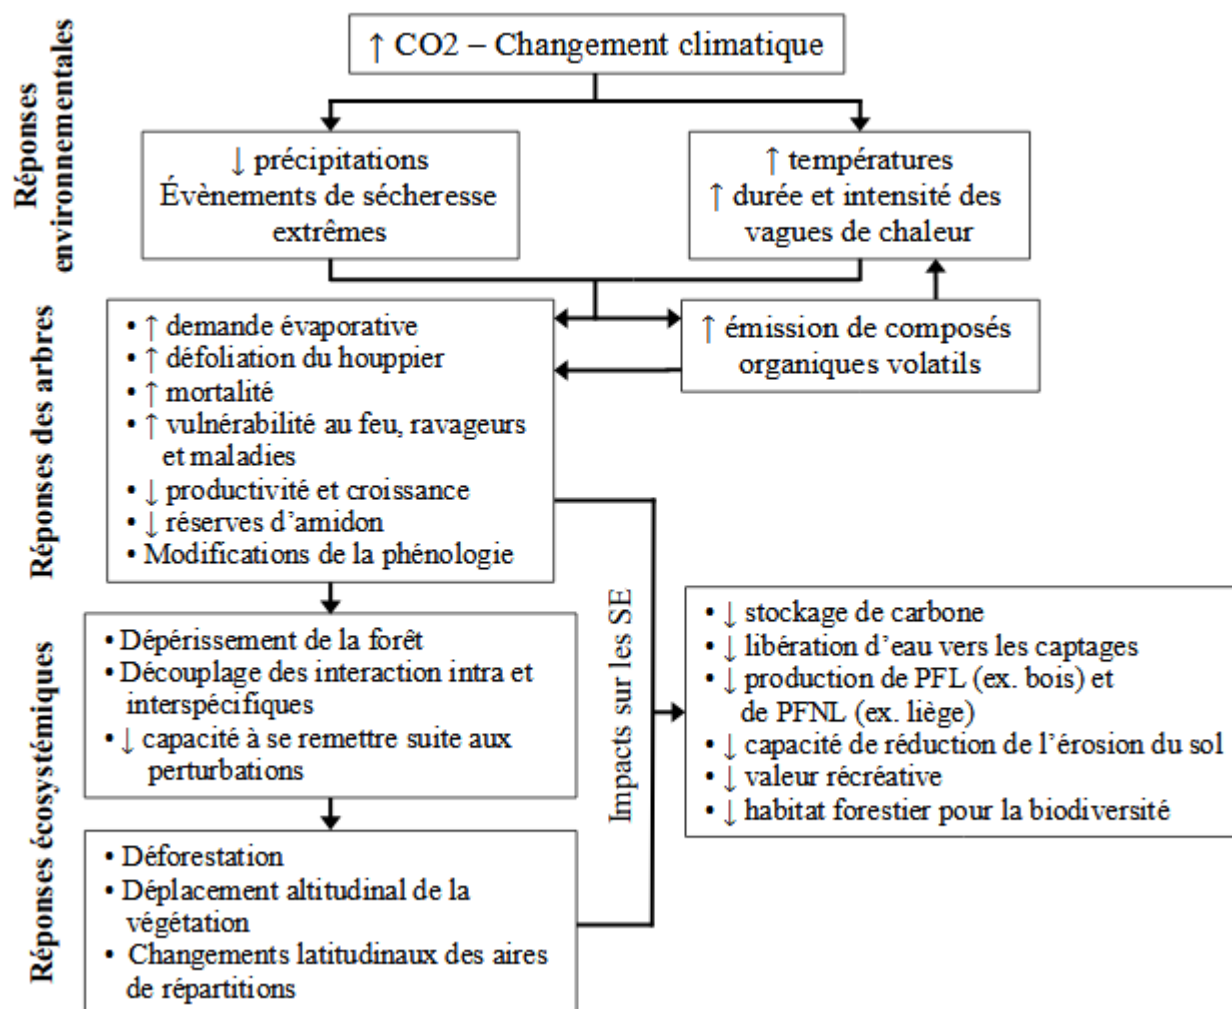 Réponses
environnementales
↑ CO2 – Changement climatique
↓ précipitations
Évènements de sécheresse
extrêmes
↑ températures
↑ durée et intensité des
vagues de chaleur
Réponses des arbres
• ↑ demande évaporative
• ↑ défoliation du houppier
• ↑ mortalité
• ↑ vulnérabilité au feu, ravageurs
et maladies
• ↓ productivité et croissance
• ↓ réserves d’amidon
• Modifications de la phénologie
↑ émission de composés
organiques volatils
Réponses écosystémiques
• Dépérissement de la forêt
• Découplage des interaction intra et
interspécifiques
• ↓ capacité à se remettre suite aux
perturbations
• Déforestation
• Déplacement altitudinal de la
végétation
• Changements latitudinaux des aires
de répartitions
Impacts sur les SE
• ↓ stockage de carbone
• ↓ libération d’eau vers les captages
• ↓ production de PFL (ex. bois) et
de PFNL (ex. liège)
• ↓ capacité de réduction de l’érosion du sol
• ↓ valeur récréative
• ↓ habitat forestier pour la biodiversité